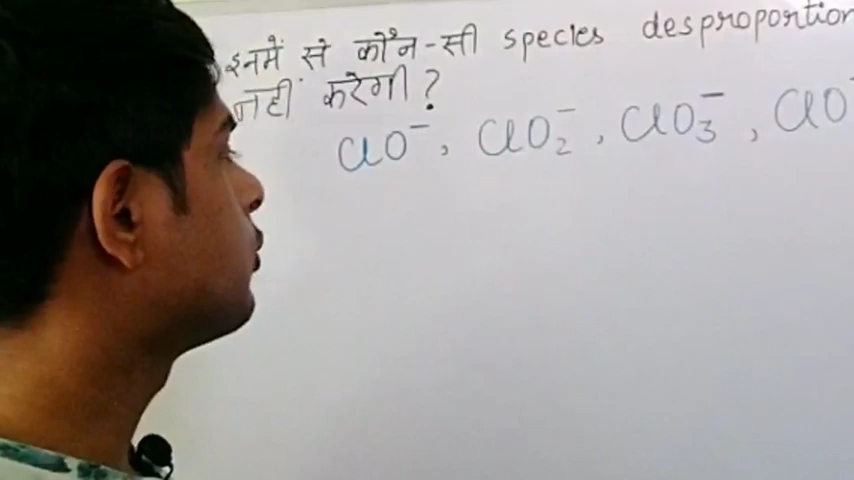 इनमें से कौन-सी species desproportion
नहीं करेगी?
ClO⁻, ClO₂⁻, ClO₃⁻, ClO⁻